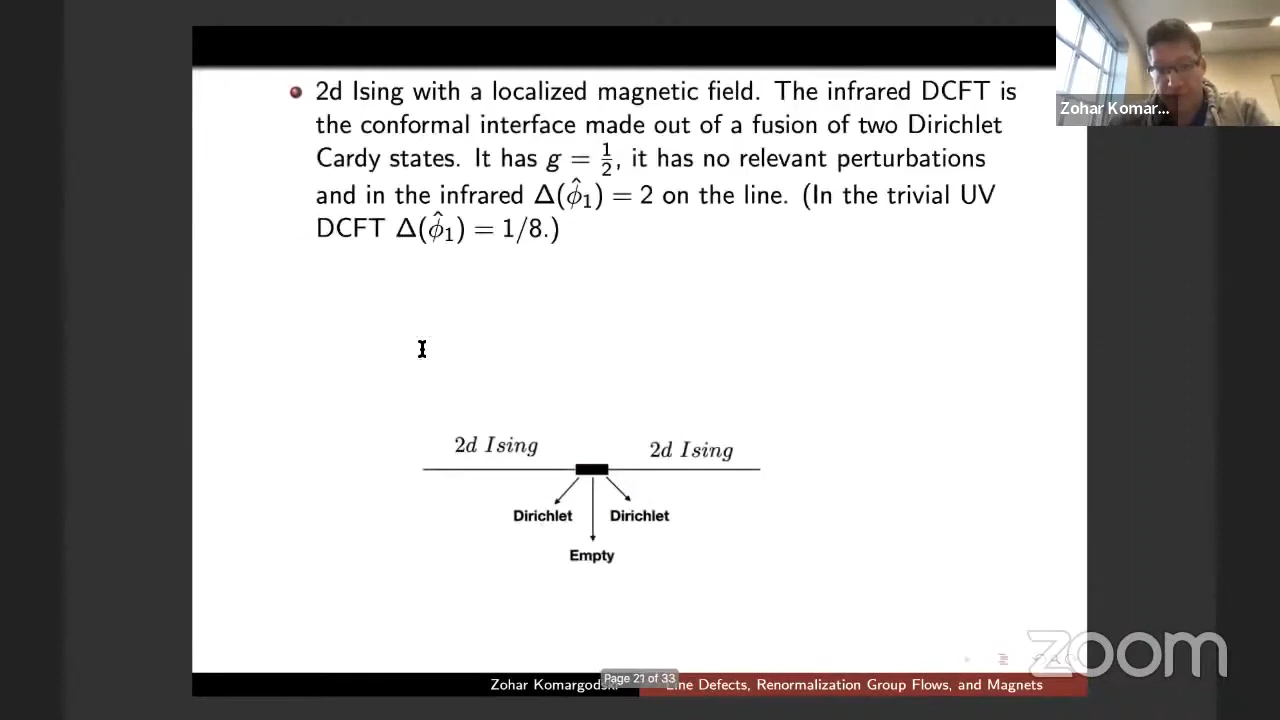 2d Ising with a localized magnetic field. The infrared DCFT is
the conformal interface made out of a fusion of two Dirichlet
Cardy states. It has g = 1/2, it has no relevant perturbations
and in the infrared Δ(φ̂₁) = 2 on the line. (In the trivial UV
DCFT Δ(φ̂₁) = 1/8.)
Zohar Komar...
2d Ising 2d Ising
Dirichlet Dirichlet
Empty
zoom
Page 21 of 33
Zohar Komargods Line Defects, Renormalization Group Flows, and Magnets